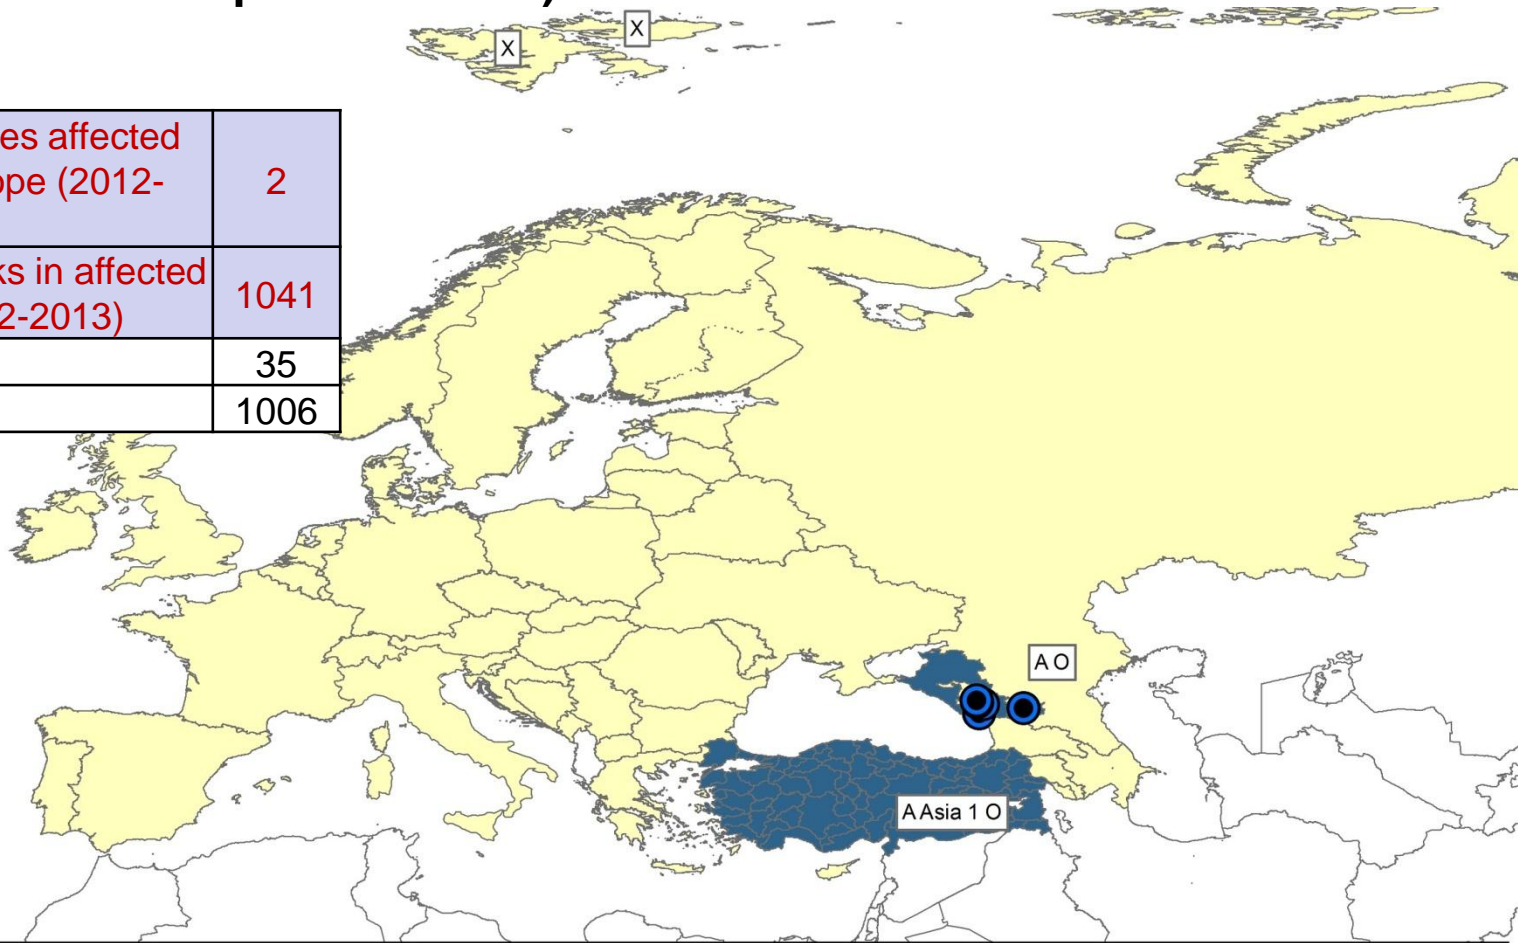 X
X
es affected
ope (2012-
2
ks in affected
2-2013)
1041
35
1006
A O
A Asia 1 O